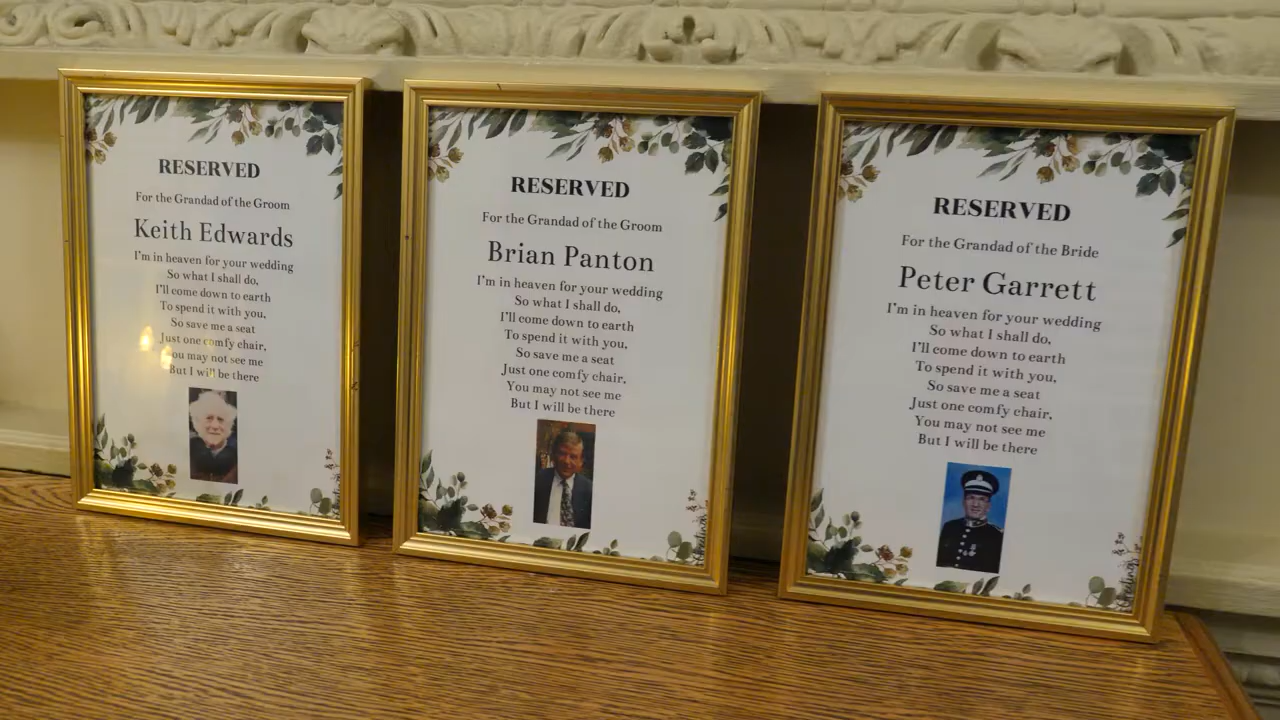 RESERVED
For the Grandad of the Groom
Keith Edwards
I'm in heaven for your wedding
So what I shall do,
I'll come down to earth
To spend it with you,
So save me a seat
Just one comfy chair,
You may not see me
But I will be there
RESERVED
For the Grandad of the Groom
Brian Panton
I'm in heaven for your wedding
So what I shall do,
I'll come down to earth
To spend it with you,
So save me a seat
Just one comfy chair,
You may not see me
But I will be there
Greetings
RESERVED
For the Grandad of the Bride
Peter Garrett
I'm in heaven for your wedding
So what I shall do,
I'll come down to earth
To spend it with you,
So save me a seat
Just one comfy chair,
You may not see me
But I will be there
Greetings